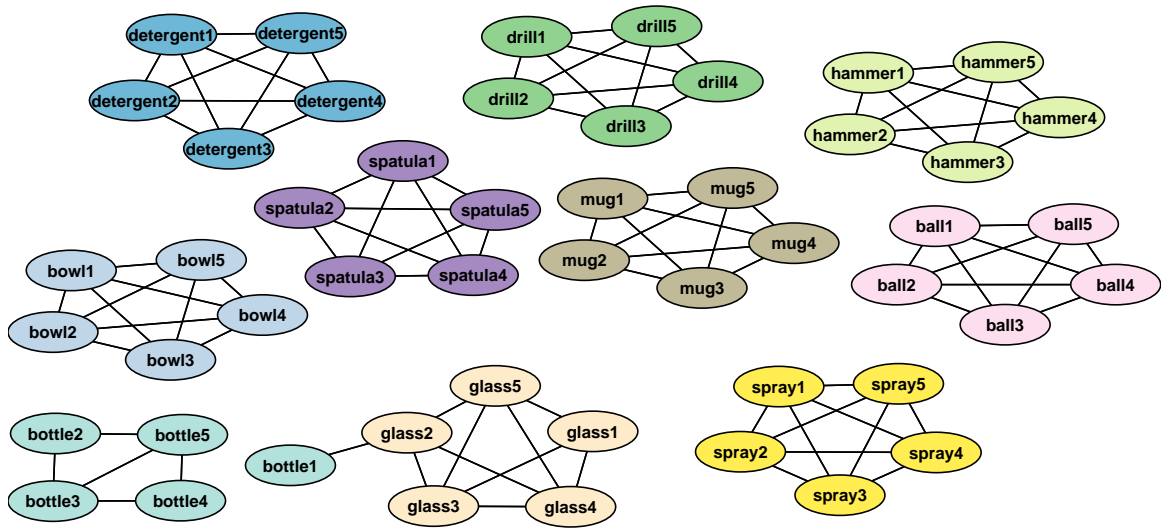 detergent1
detergent5
detergent2
detergent4
detergent3
drill1
drill5
drill2
drill4
drill3
hammer1
hammer5
hammer2
hammer4
hammer3
spatula1
spatula2
spatula5
spatula3
spatula4
mug1
mug5
mug2
mug4
mug3
ball1
ball5
ball2
ball4
ball3
bowl1
bowl5
bowl2
bowl4
bowl3
bottle2
bottle5
bottle3
bottle4
bottle1
glass5
glass2
glass1
glass3
glass4
spray1
spray5
spray2
spray4
spray3